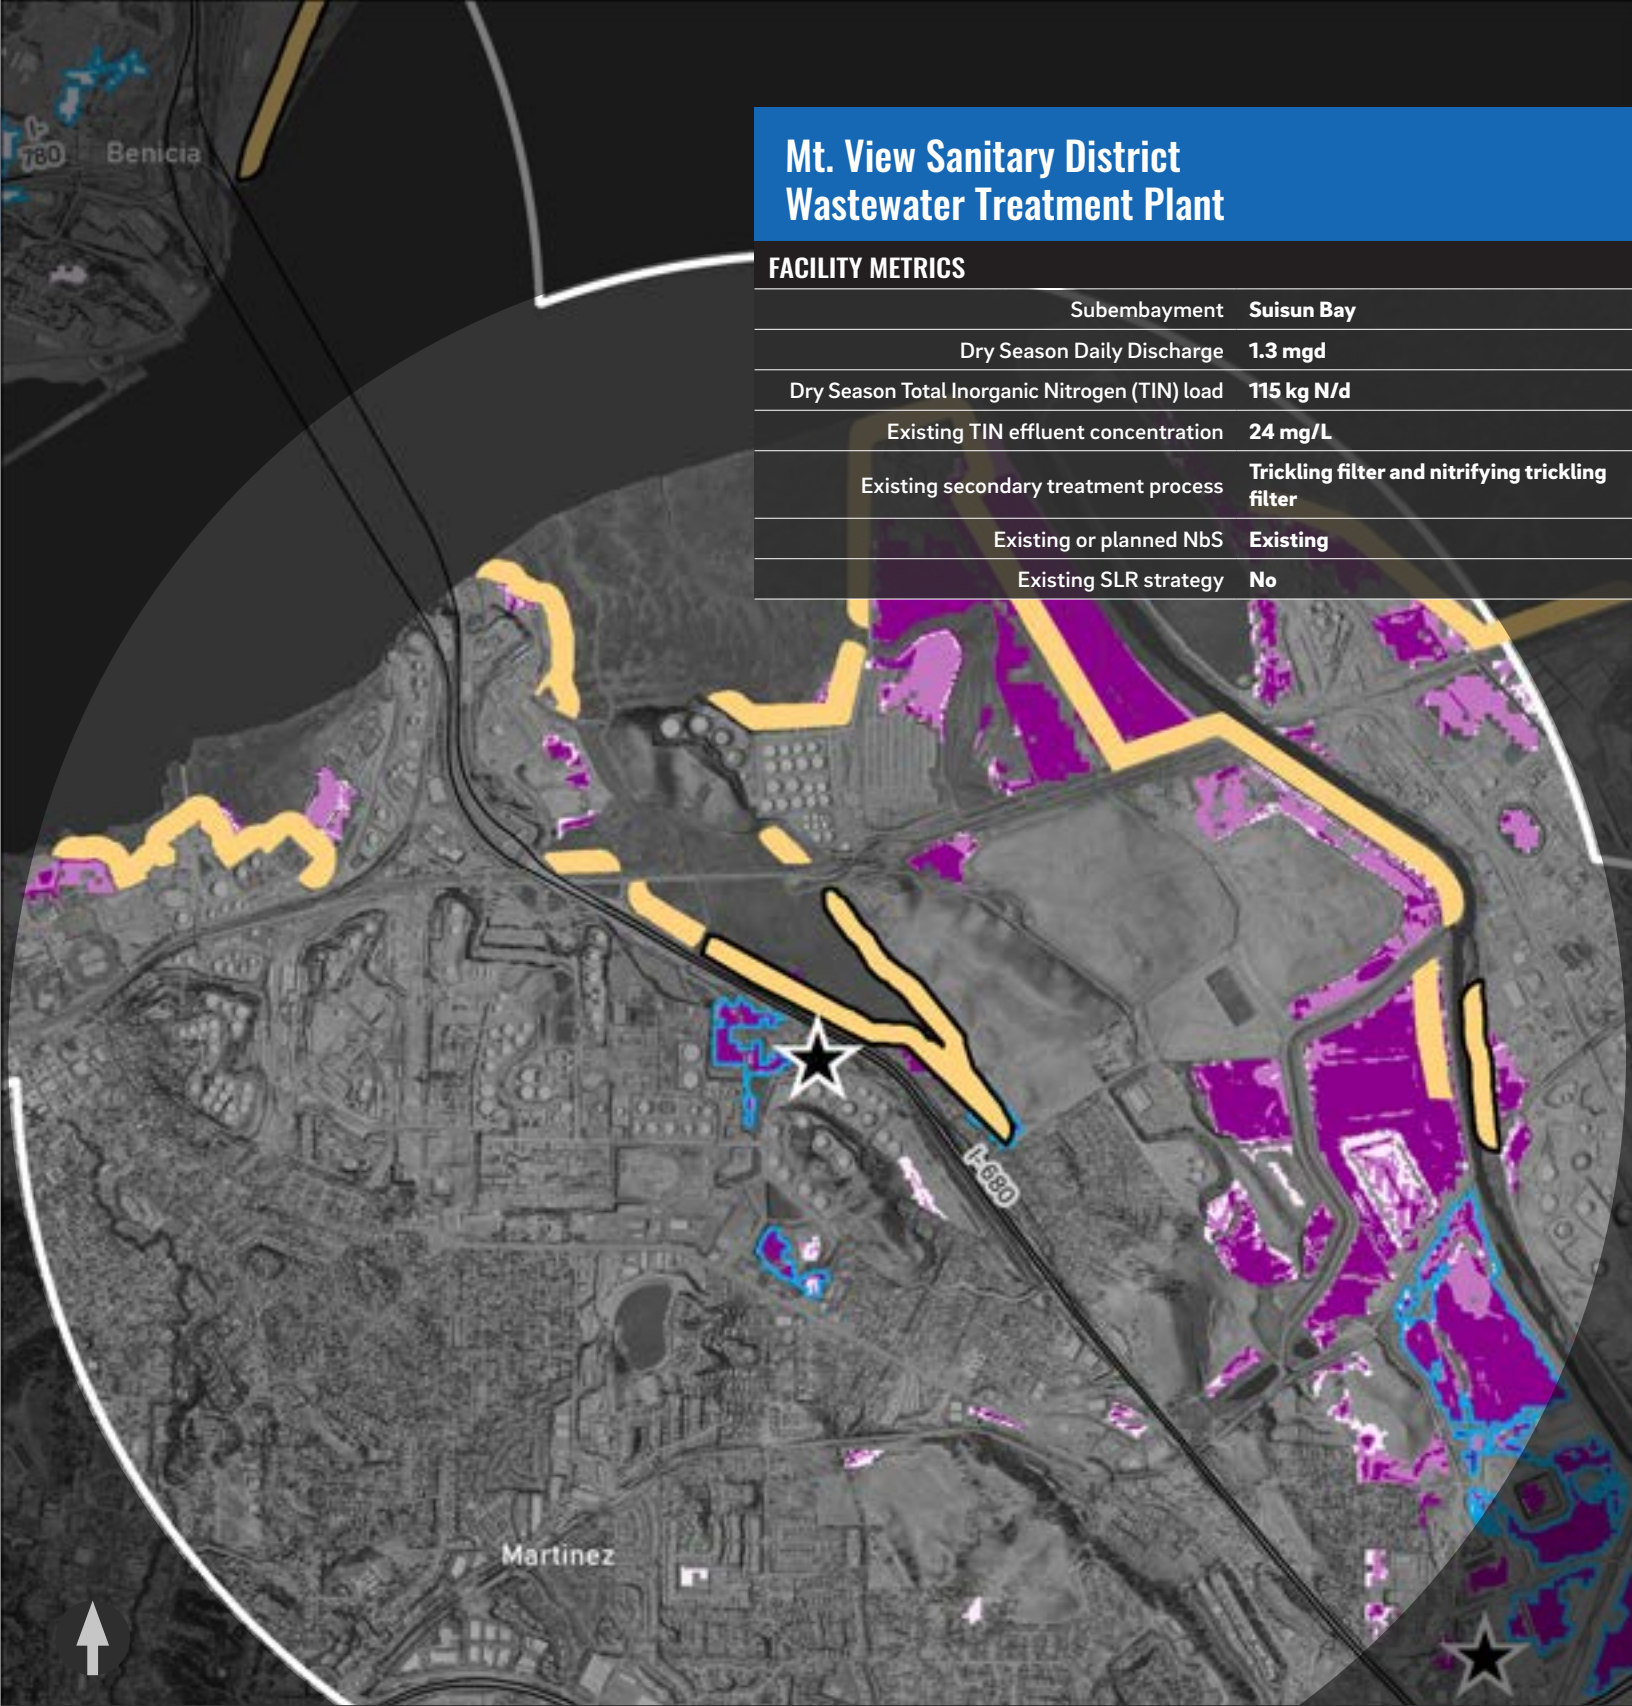 I-
780
Benicia
Mt. View Sanitary District
Wastewater Treatment Plant
FACILITY METRICS
Subembayment Suisun Bay
Dry Season Daily Discharge 1.3 mgd
Dry Season Total Inorganic Nitrogen (TIN) load 115 kg N/d
Existing TIN effluent concentration 24 mg/L
Existing secondary treatment process Trickling filter and nitrifying trickling
filter
Existing or planned NbS Existing
Existing SLR strategy No
I-680
Martinez